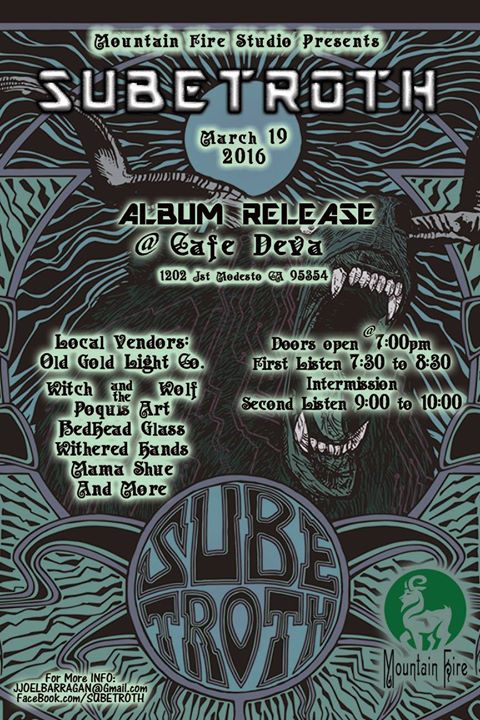 Mountain Fire Studio Presents
SUBETROTH
March 19
2016
ALBUM RELEASE
@ Cafe Deva
1202 Jst Modesto CA 95354
Local Vendors:
Old Gold Light Co.
Witch and the Wolf
Poquis Art
BedHead Glass
Withered Hands
Mama Shue
And More
Doors open @ 7:00pm
First Listen 7:30 to 8:30
Intermission
Second Listen 9:00 to 10:00
SUBE
TROTH
Mountain Fire
For More INFO:
JJOELBARRAGAN@Gmail.com
FaceBook.com/SUBETROTH